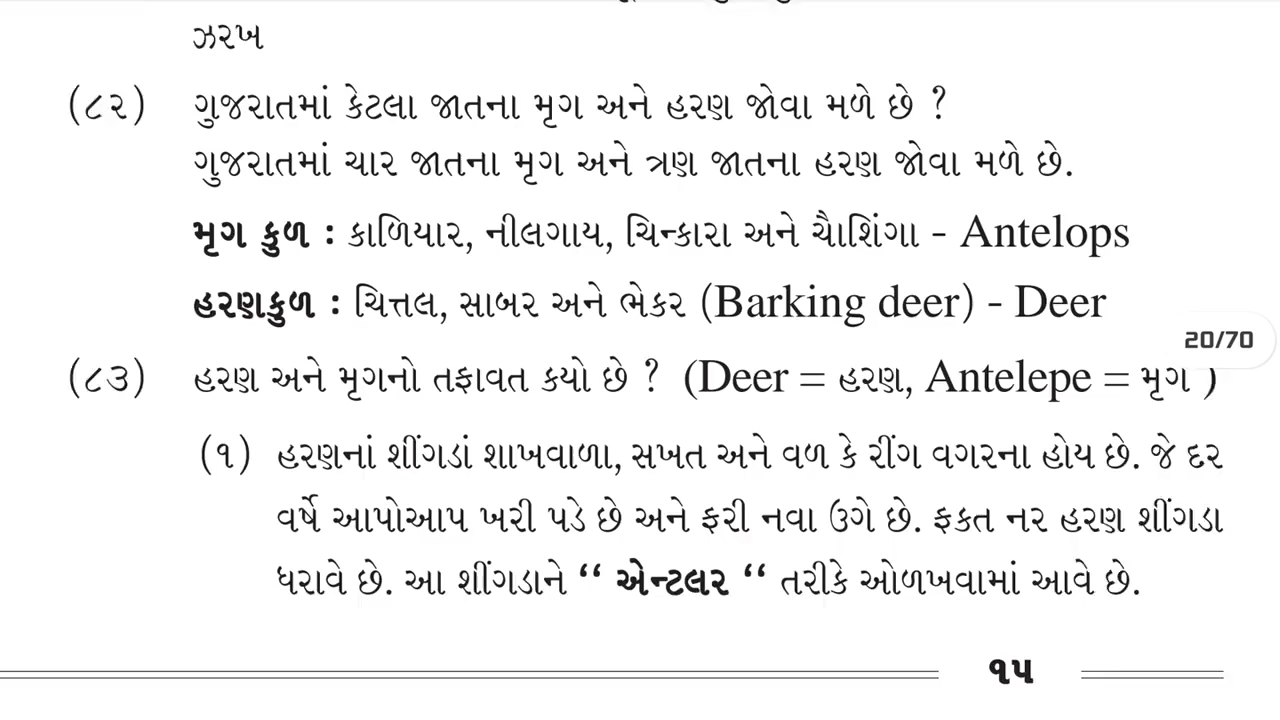 ઝરખ
(૮૨) ગુજરાતમાં કેટલા જાતના મૃગ અને હરણ જોવા મળે છે ?
ગુજરાતમાં ચાર જાતના મૃગ અને ત્રણ જાતના હરણ જોવા મળે છે.
મૃગ કુળ : કાળિયાર, નીલગાય, ચિન્કારા અને ચૌશિંગા - Antelops
હરણકુળ : ચિત્તલ, સાબર અને ભેકર (Barking deer) - Deer
20/70
(૮૩) હરણ અને મૃગનો તફાવત કયો છે ? (Deer = હરણ, Antelepe = મૃગ )
(૧) હરણનાં શીંગડાં શાખવાળા, સખત અને વળ કે રીંગ વગરના હોય છે. જે દર
વર્ષે આપોઆપ ખરી પડે છે અને ફરી નવા ઉગે છે. ફકત નર હરણ શીંગડા
ધરાવે છે. આ શીંગડાને “ એન્ટલર “ તરીકે ઓળખવામાં આવે છે.
૧૫